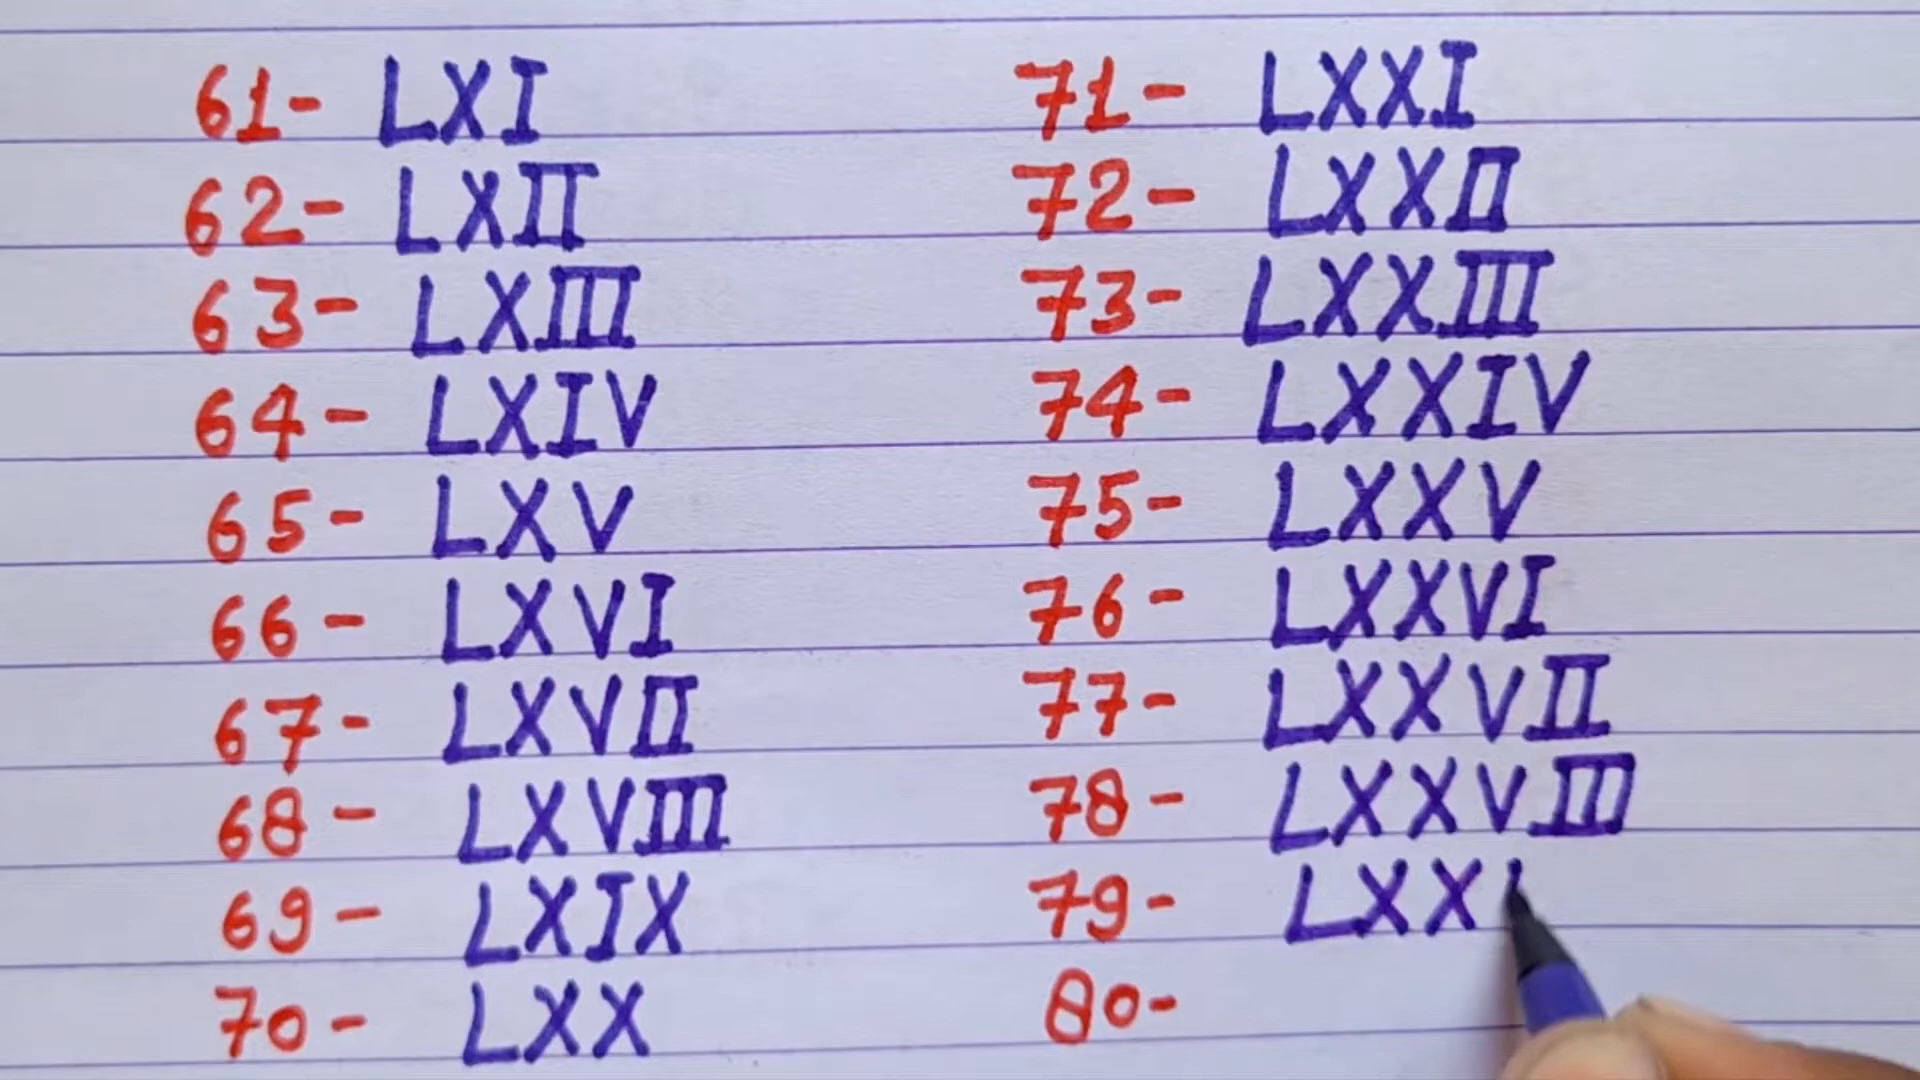 61- LXI
62- LXII
63- LXIII
64- LXIV
65- LXV
66- LXVI
67- LXVII
68- LXVIII
69- LXIX
70- LXX
71- LXXI
72- LXXII
73- LXXIII
74- LXXIV
75- LXXV
76- LXXVI
77- LXXVII
78- LXXVIII
79- LXXI
80-